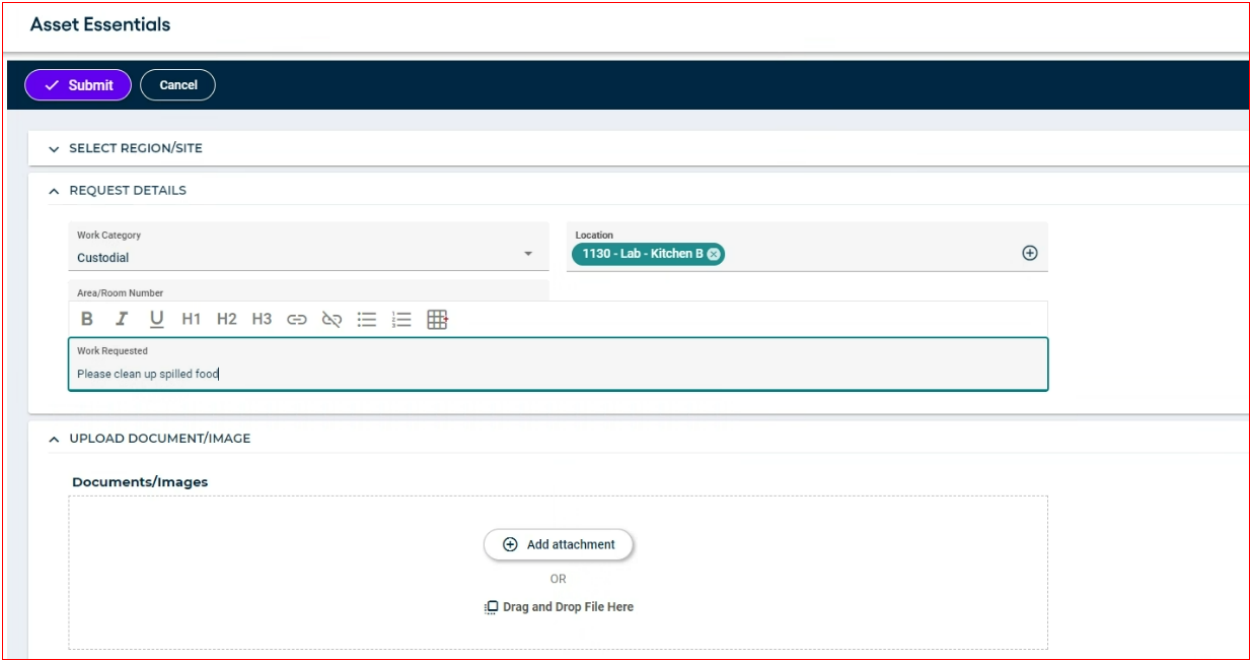 Asset Essentials
Submit
Cancel
SELECT REGION/SITE
REQUEST DETAILS
Work Category
Custodial
Location
1130 - Lab - Kitchen B
Area/Room Number
B I U H1 H2 H3
Work Requested
Please clean up spilled food
UPLOAD DOCUMENT/IMAGE
Documents/Images
Add attachment
OR
Drag and Drop File Here